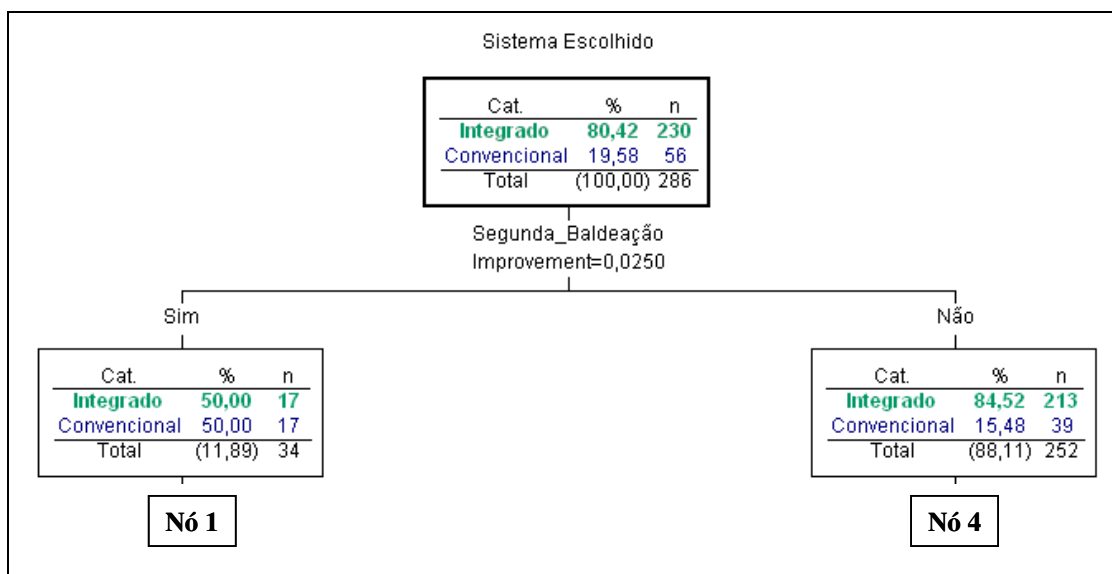 Sistema Escolhido
Cat. % n
Integrado 80,42 230
Convencional 19,58 56
Total (100,00) 286
Segunda_Baldeação
Improvement=0,0250
Sim
Não
Cat. % n
Integrado 50,00 17
Convencional 50,00 17
Total (11,89) 34
Cat. % n
Integrado 84,52 213
Convencional 15,48 39
Total (88,11) 252
Nó 1
Nó 4